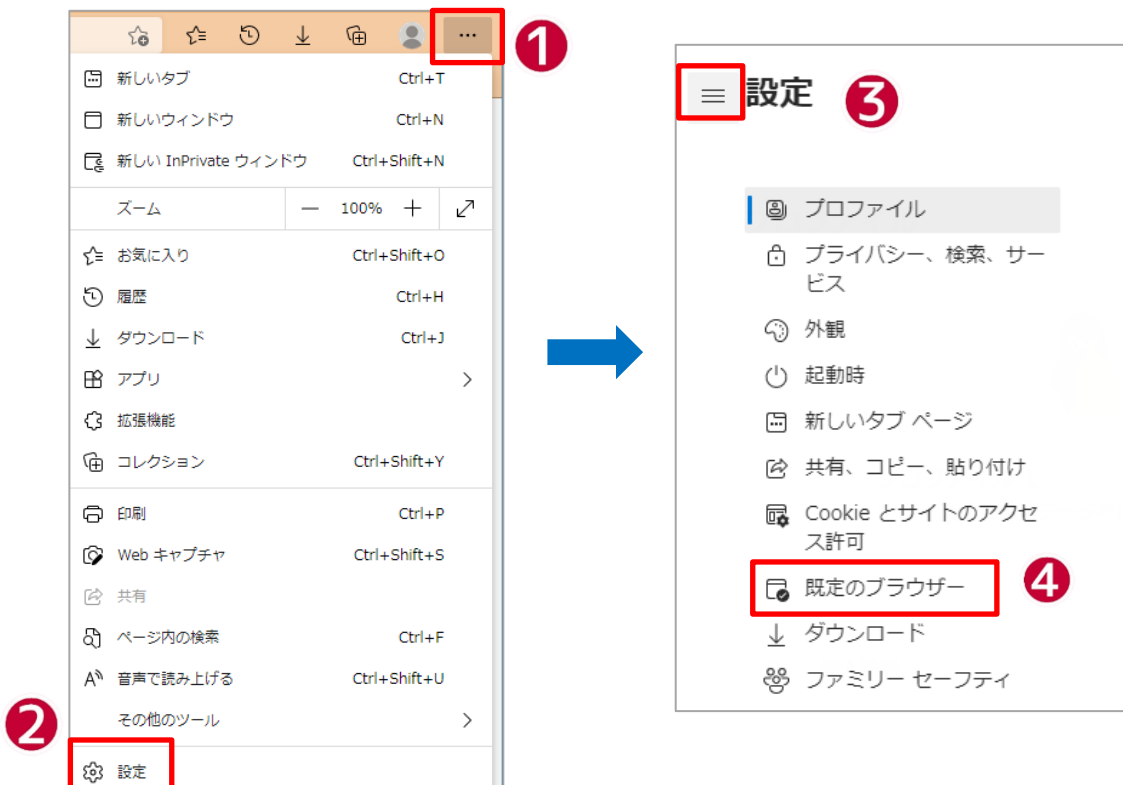 … 1
新しいタブ Ctrl+T
新しいウィンドウ Ctrl+N
新しい InPrivate ウィンドウ Ctrl+Shift+N
ズーム — 100% +
お気に入り Ctrl+Shift+O
履歴 Ctrl+H
ダウンロード Ctrl+J
アプリ
拡張機能
コレクション Ctrl+Shift+Y
印刷 Ctrl+P
Web キャプチャ Ctrl+Shift+S
共有
ページ内の検索 Ctrl+F
音声で読み上げる Ctrl+Shift+U
その他のツール
2
設定
設定 3
プロファイル
プライバシー、検索、サー
ビス
外観
起動時
新しいタブ ページ
共有、コピー、貼り付け
Cookie とサイトのアクセ
ス許可
既定のブラウザー 4
ダウンロード
ファミリー セーフティ